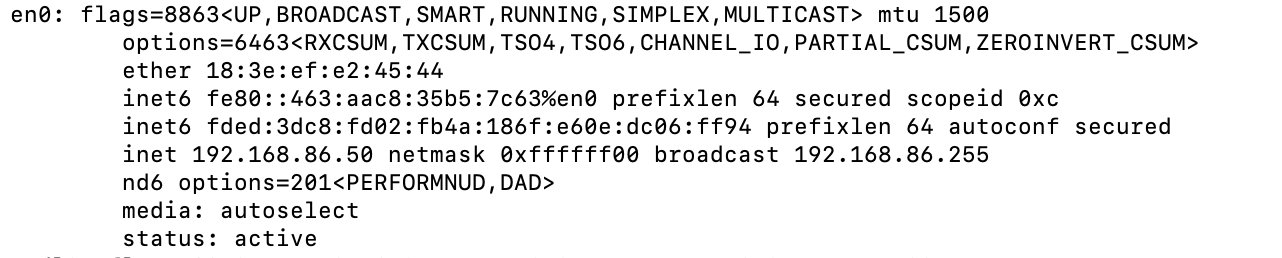 en0: flags=8863<UP,BROADCAST,SMART,RUNNING,SIMPLEX,MULTICAST> mtu 1500
options=6463<RXCSUM,TXCSUM,TSO4,TSO6,CHANNEL_IO,PARTIAL_CSUM,ZEROINVERT_CSUM>
ether 18:3e:ef:e2:45:44
inet6 fe80::463:aac8:35b5:7c63%en0 prefixlen 64 secured scopeid 0xc
inet6 fded:3dc8:fd02:fb4a:186f:e60e:dc06:ff94 prefixlen 64 autoconf secured
inet 192.168.86.50 netmask 0xffffff00 broadcast 192.168.86.255
nd6 options=201<PERFORMNUD,DAD>
media: autoselect
status: active